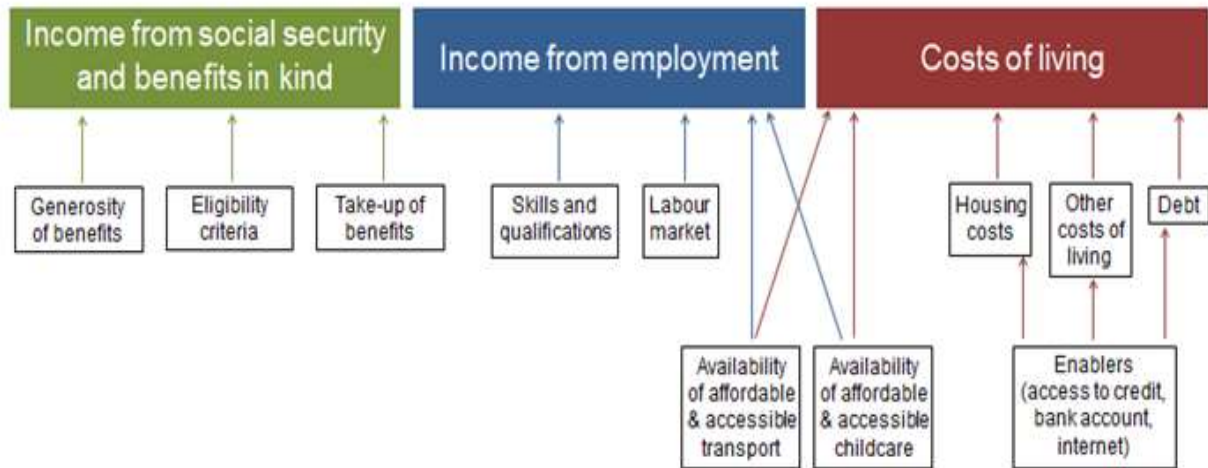 Income from social security
and benefits in kind
Income from employment
Costs of living
Generosity
of benefits
Eligibility
criteria
Take-up of
benefits
Skills and
qualifications
Labour
market
Housing
costs
Other
costs of
living
Debt
Availability
of affordable
& accessible
transport
Availability
of affordable
& accessible
childcare
Enablers
(access to credit,
bank account,
internet)